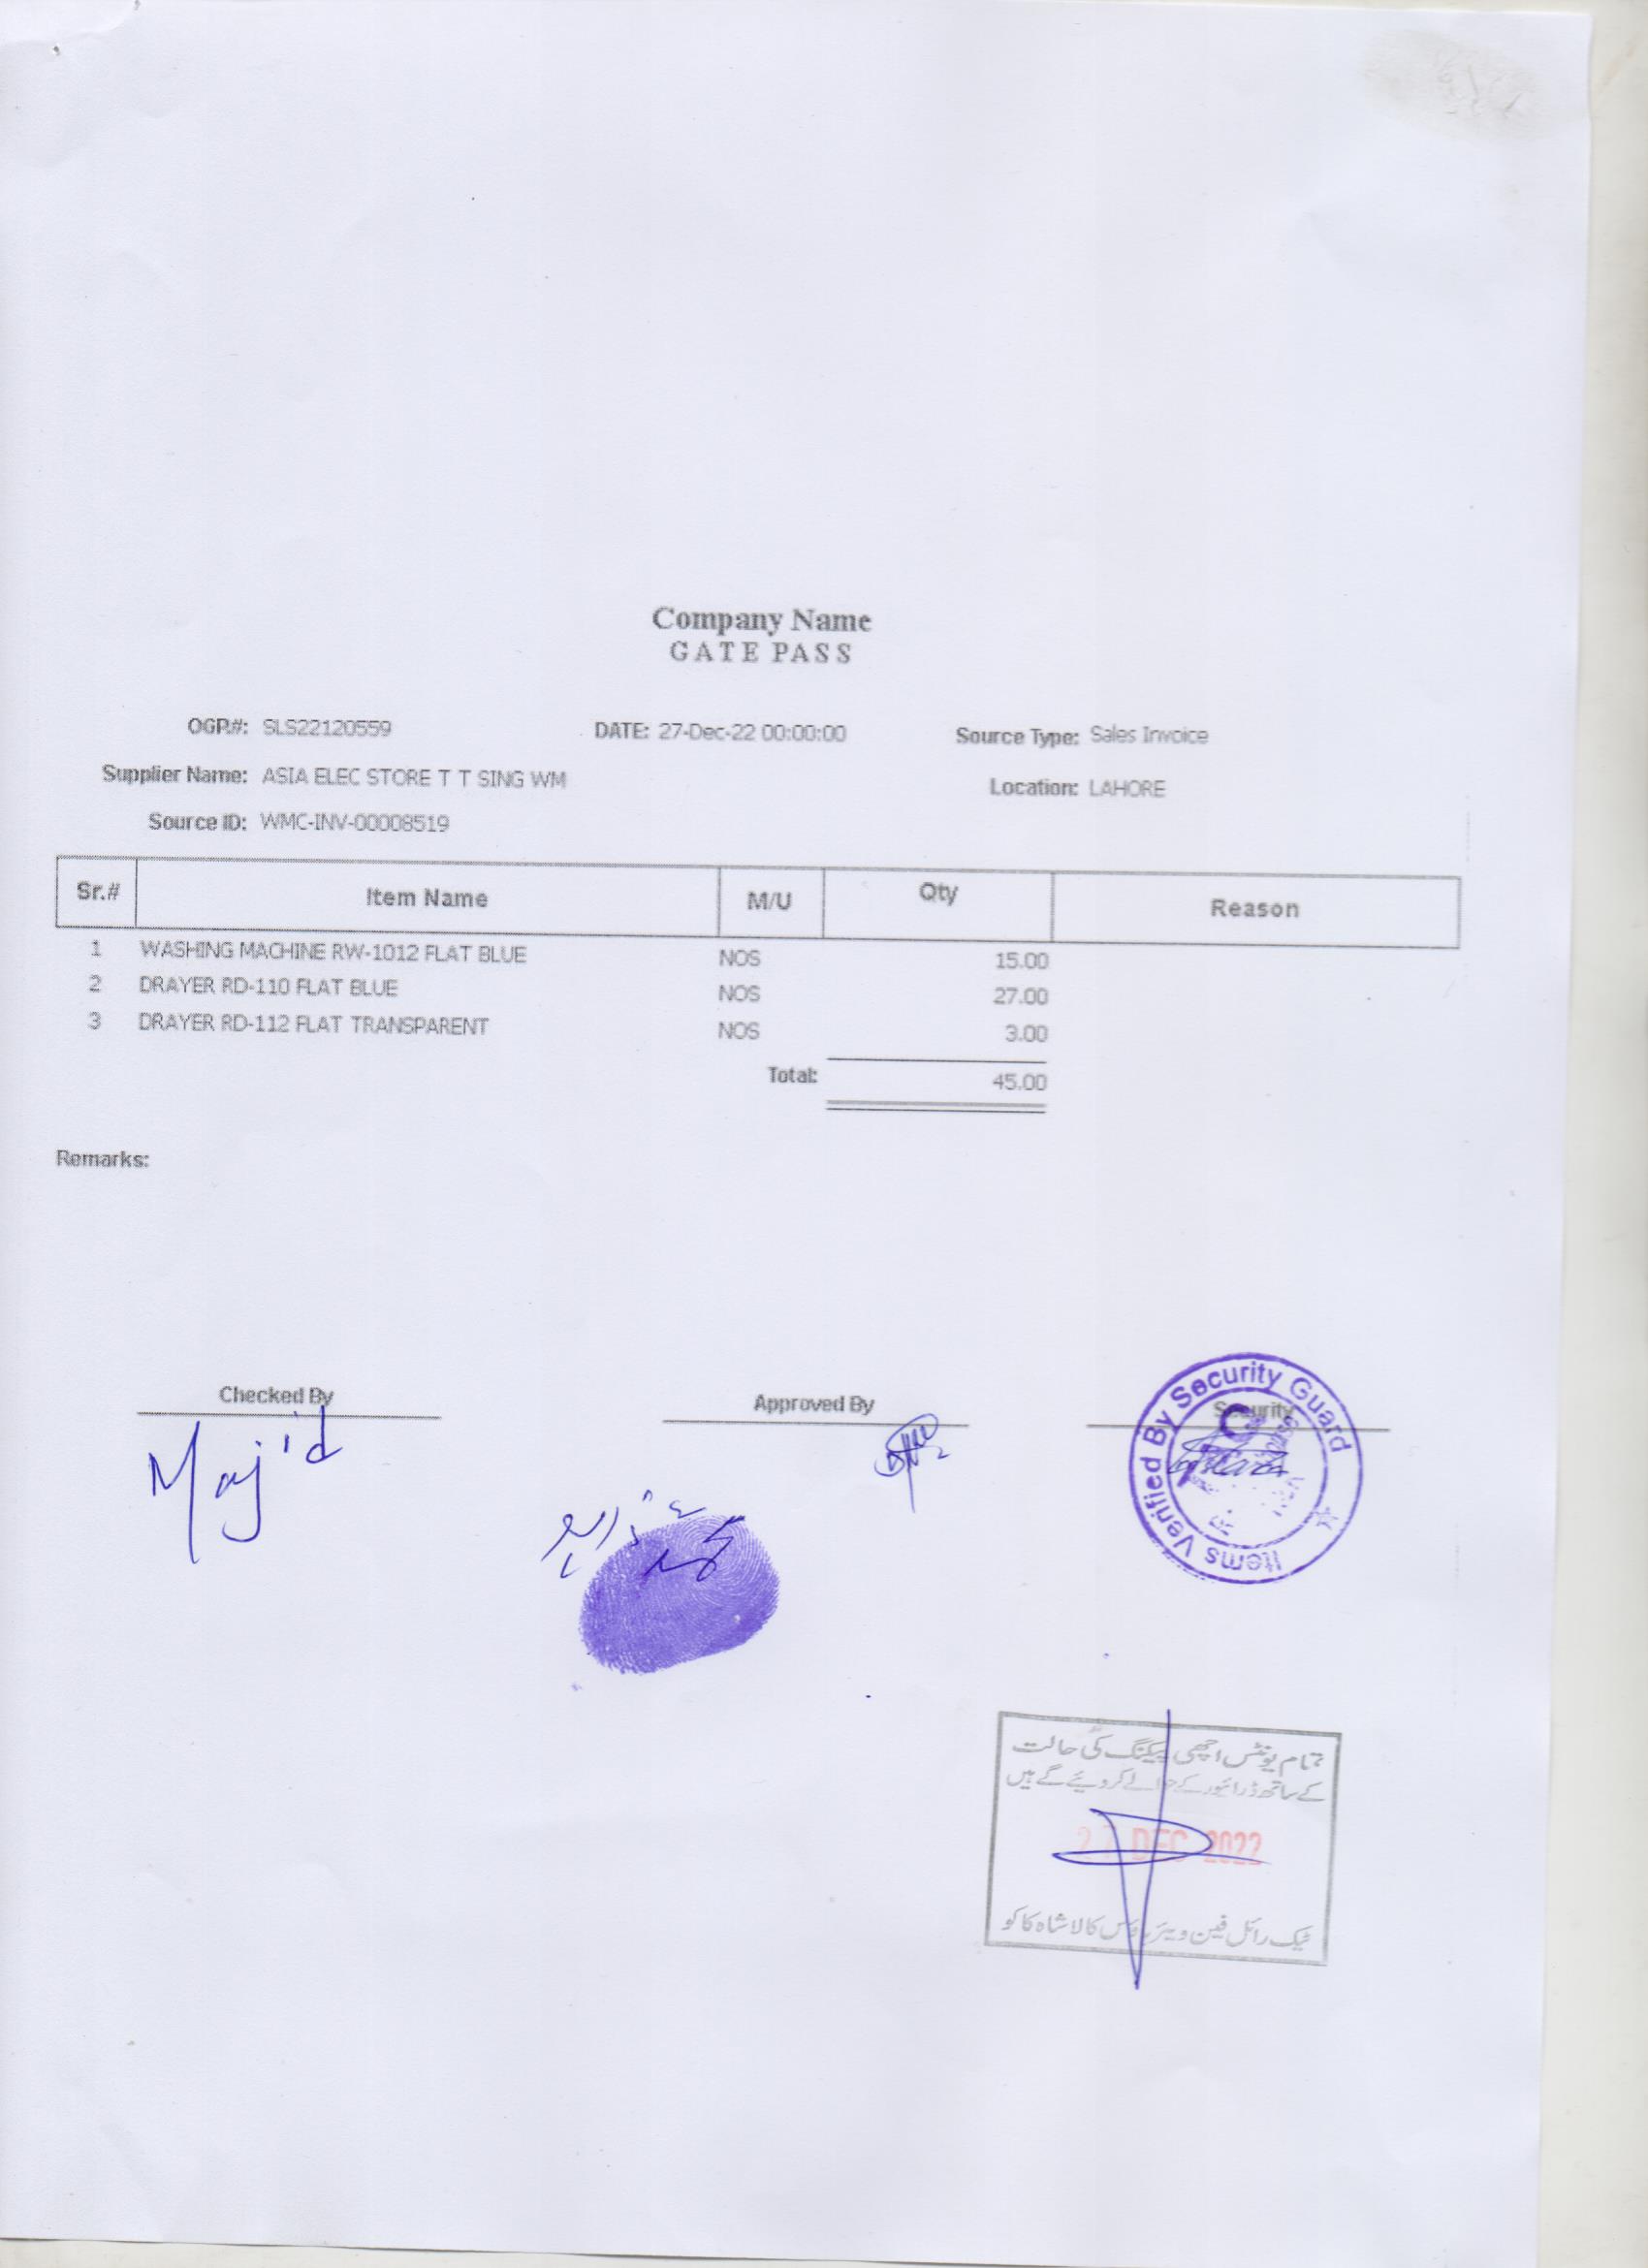 Company Name
GATE PASS
OGP.#: SLS22120559 DATE: 27-Dec-22 00:00:00 Source Type: Sales Invoice
Supplier Name: ASIA ELEC STORE T T SING WM Location: LAHORE
Source ID: WMC-INV-00008519
Sr.# Item Name M/U Qty Reason
1 WASHING MACHINE RW-1012 FLAT BLUE NOS 15.00
2 DRAYER RD-110 FLAT BLUE NOS 27.00
3 DRAYER RD-112 FLAT TRANSPARENT NOS 3.00
Total: 45.00
Remarks:
Checked By Approved By Security
Majid
Items Verified By Security Guard
تمام یونٹس اچھی پیکنگ کی حالت
کے ساتھ ڈرائیور کے حوالے کر دیئے گے ہیں
27 DEC 2022
ٹیک رائل فین ویئر ہاؤس کالا شاہ کاکو